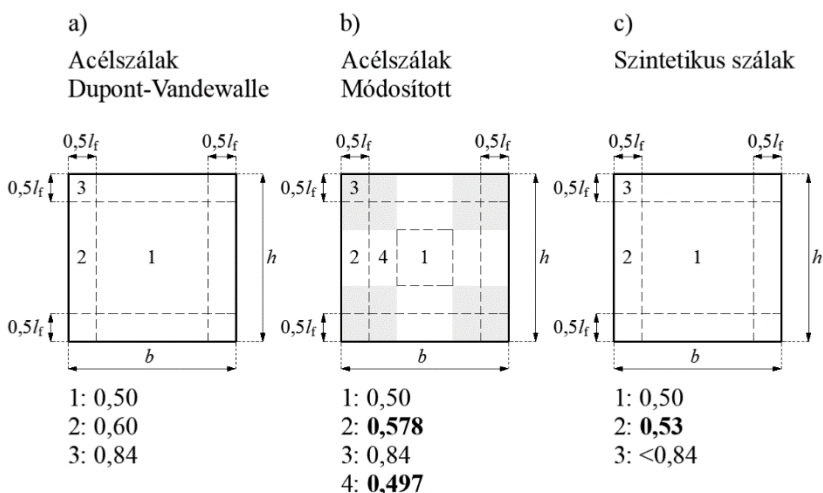 a)
Acélszálak
Dupont-Vandewalle
0,5lf
0,5lf
0,5lf
3
2
1
h
0,5lf
b
1: 0,50
2: 0,60
3: 0,84
b)
Acélszálak
Módosított
0,5lf
0,5lf
0,5lf
3
2
4
1
h
0,5lf
b
1: 0,50
2: 0,578
3: 0,84
4: 0,497
c)
Szintetikus szálak
0,5lf
0,5lf
0,5lf
3
2
1
h
0,5lf
b
1: 0,50
2: 0,53
3: <0,84